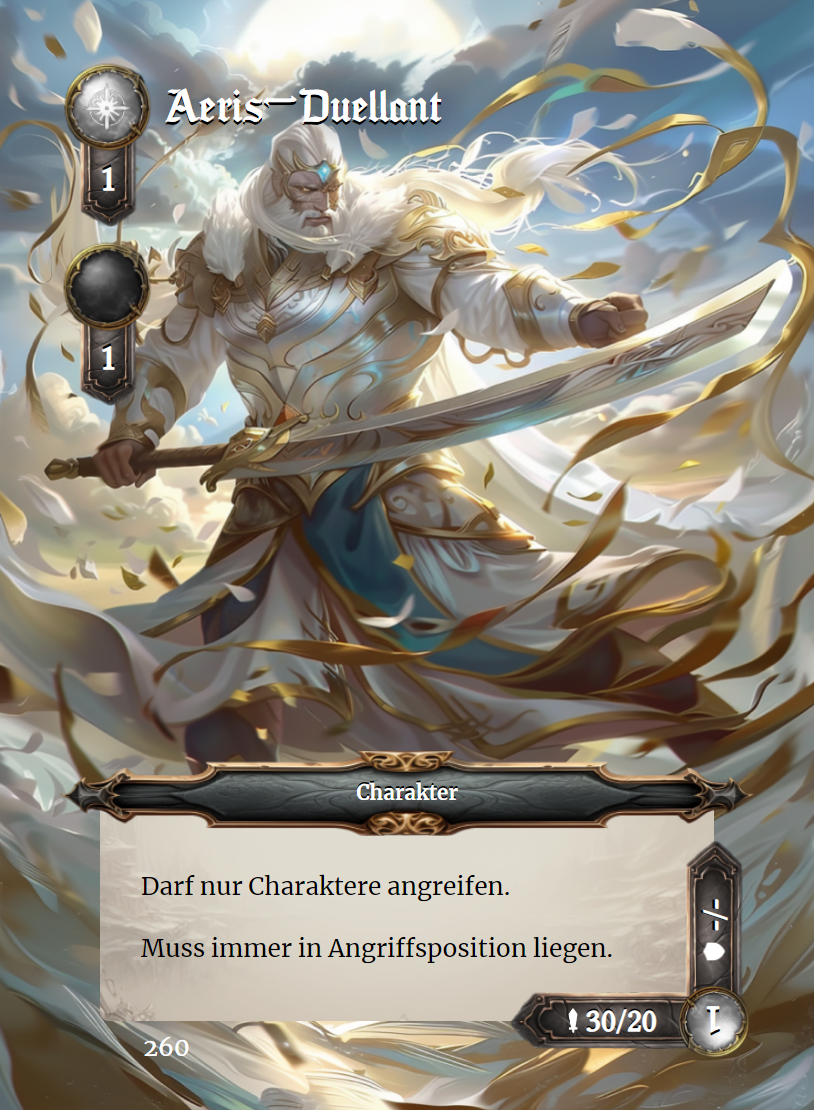 Aeris-Duellant
1
1
Charakter
Darf nur Charaktere angreifen.
Muss immer in Angriffsposition liegen.
-/-
30/20
260